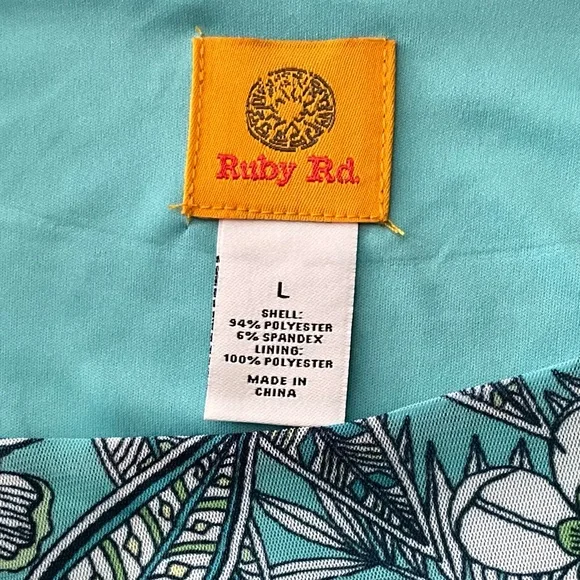 Ruby Rd.
L
SHELL:
94% POLYESTER
6% SPANDEX
LINING:
100% POLYESTER
MADE IN
CHINA